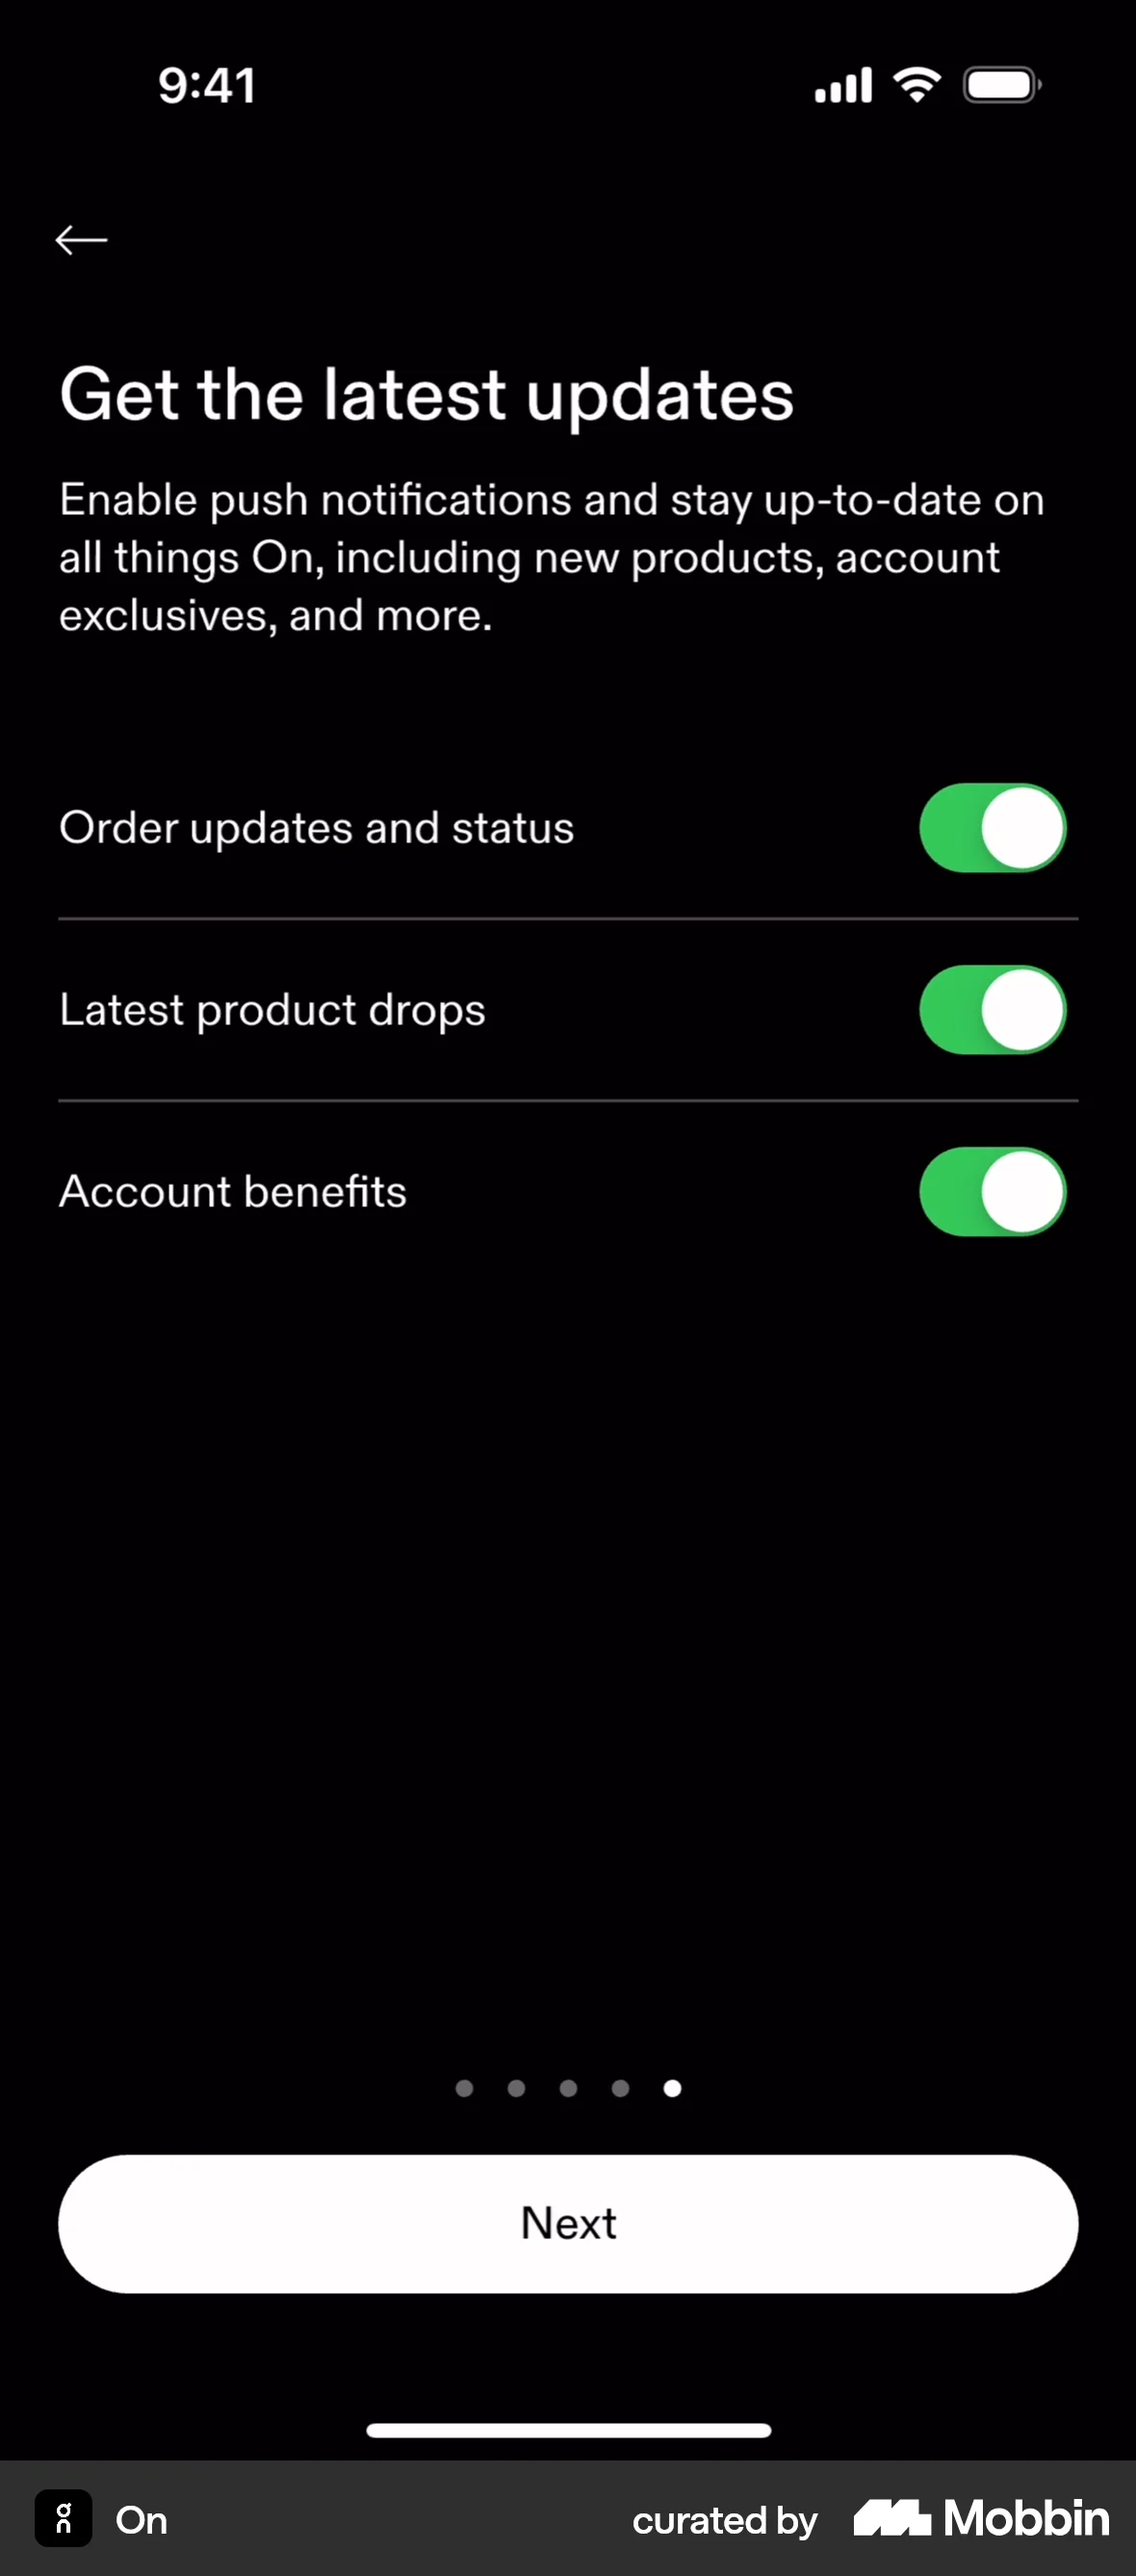 9:41
Get the latest updates
Enable push notifications and stay up-to-date on
all things On, including new products, account
exclusives, and more.
Order updates and status
Latest product drops
Account benefits
Next
On
curated by Mobbin